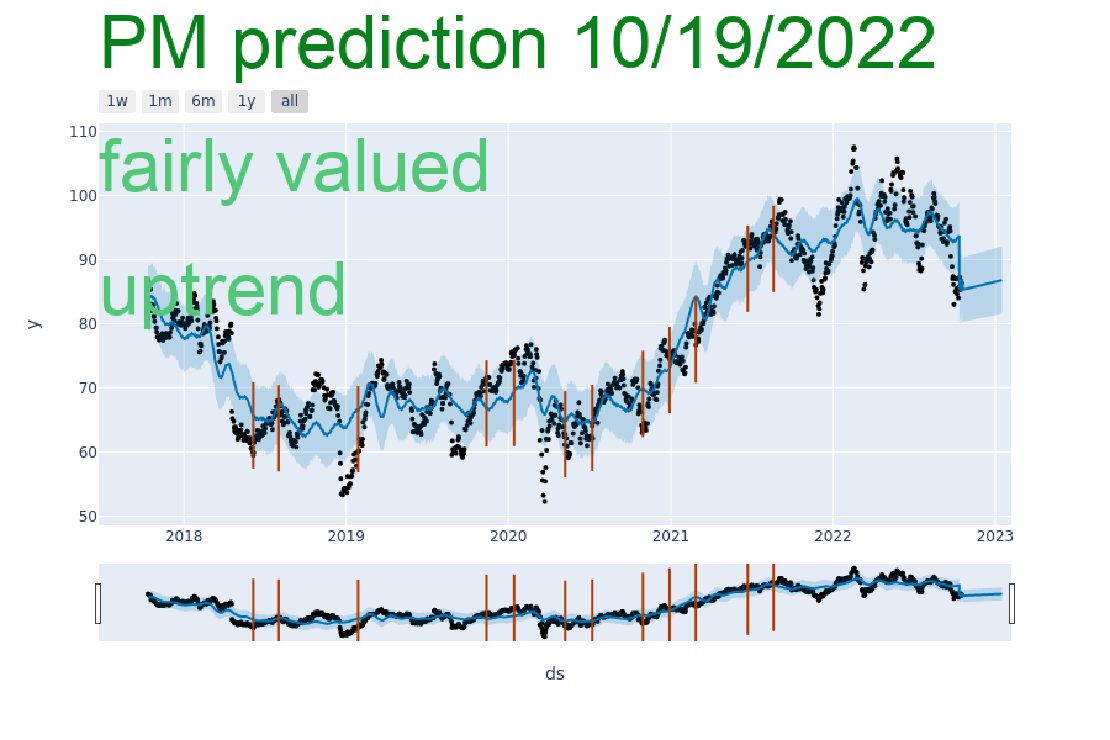 PM prediction 10/19/2022
1w 1m 6m 1y all
fairly valued
uptrend
110
100
90
80
70
60
50
y
2018 2019 2020 2021 2022 2023
ds